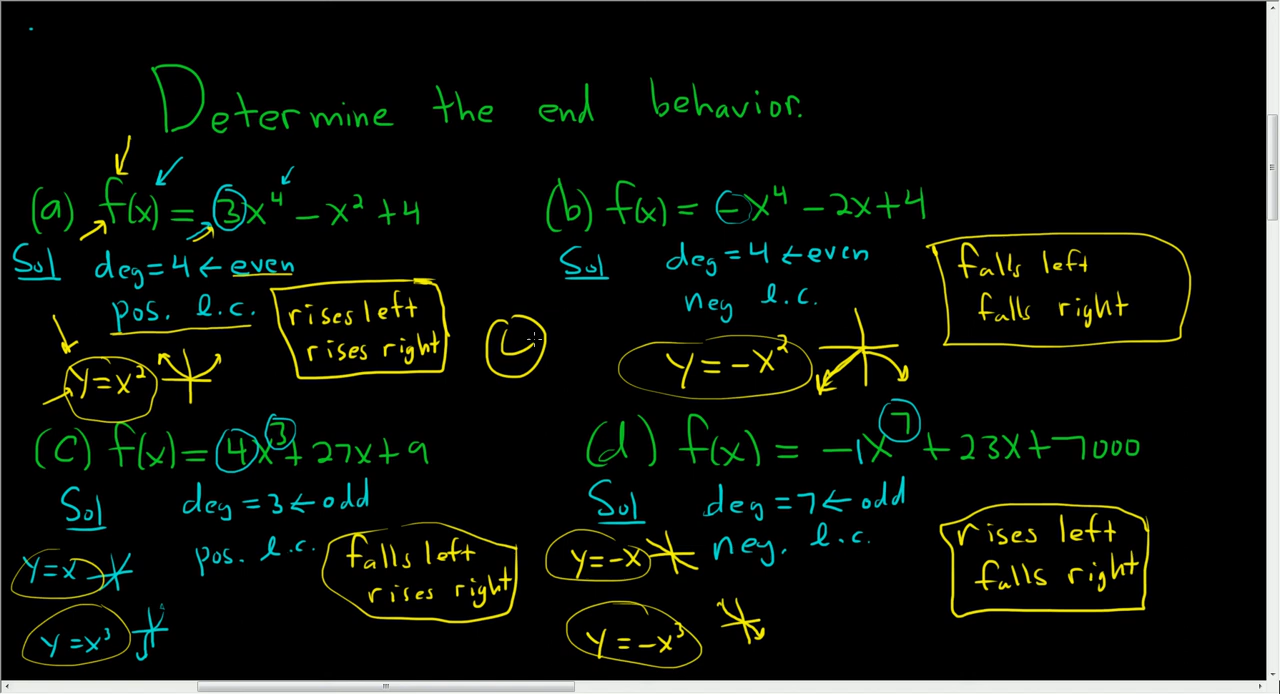 Determine the end behavior.
(a) f(x) = 3x⁴ - x² + 4
Sol deg = 4 ← even
pos. l.c.
rises left
rises right
y = x²
(b) f(x) = -x⁴ - 2x + 4
Sol deg = 4 ← even
neg l.c.
falls left
falls right
y = -x²
(c) f(x) = 4x³ + 27x + 9
Sol deg = 3 ← odd
pos. l.c.
falls left
rises right
y = x
y = x³
(d) f(x) = -1x⁷ + 23x + 7000
Sol deg = 7 ← odd
neg. l.c.
rises left
falls right
y = -x
y = -x³